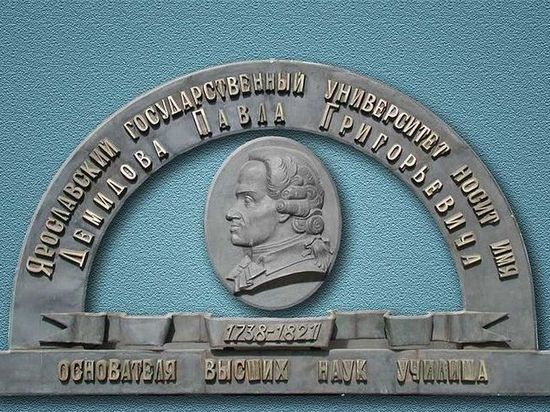 Ярославский государственный университет носит имя
Демидова Павла Григорьевича
1738-1821
основателя высших наук училища